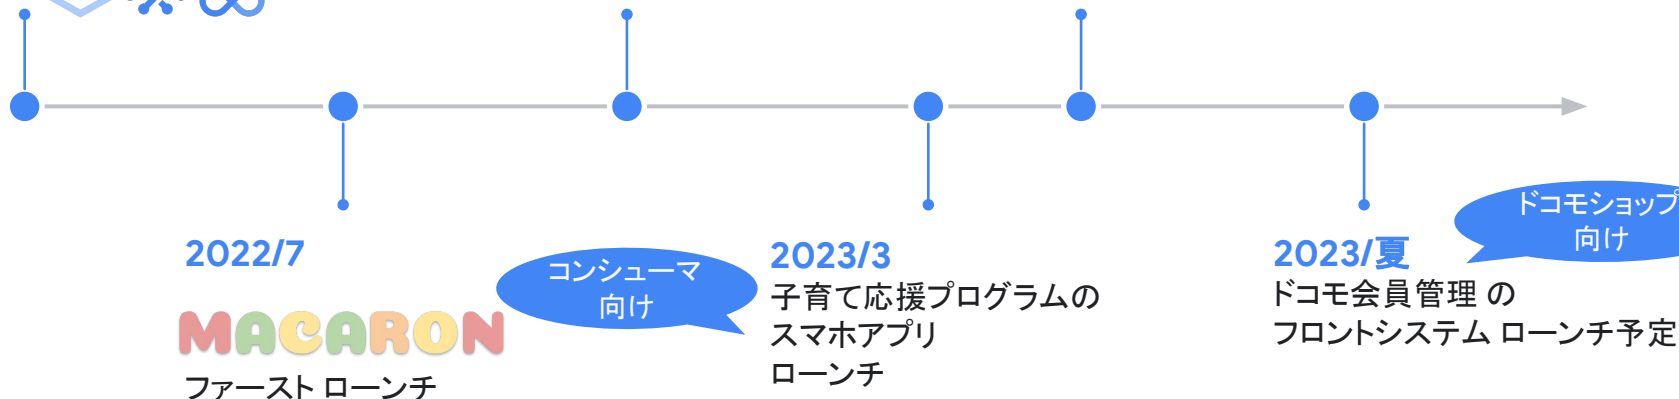 2022/7
MACARON
ファースト ローンチ
コンシューマ
向け
2023/3
子育て応援プログラムの
スマホアプリ
ローンチ
ドコモショップ
向け
2023/夏
ドコモ会員管理 の
フロントシステム ローンチ予定